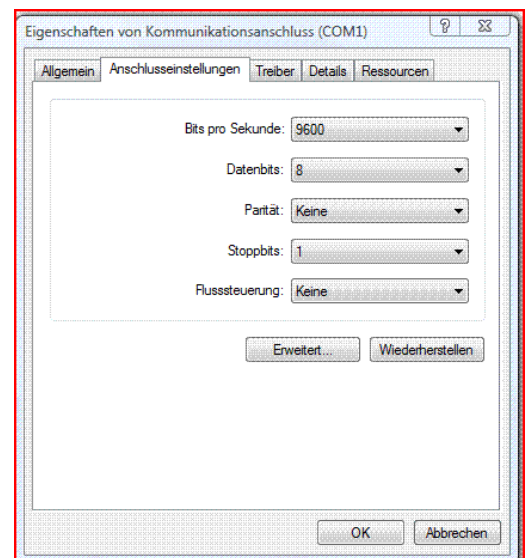 Eigenschaften von Kommunikationsanschluss (COM1)
Allgemein Anschlusseinstellungen Treiber Details Ressourcen
Bits pro Sekunde: 9600
Datenbits: 8
Parität: Keine
Stoppbits: 1
Flusssteuerung: Keine
Erweitert... Wiederherstellen
OK Abbrechen